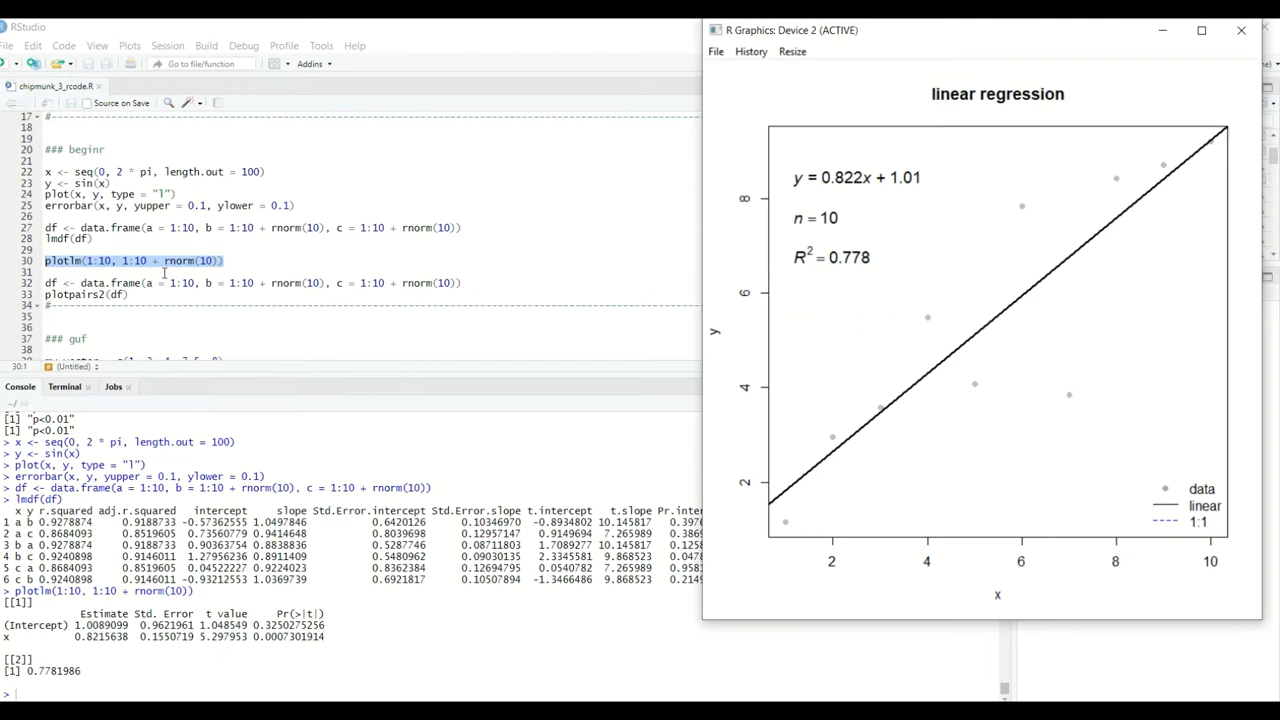 RStudio
File Edit Code View Plots Session Build Debug Profile Tools Help
Go to file/function
Addins
chipmunk_3_rcode.R
Source on Save
17 #
18
19
20 ### beginr
21
22 x <- seq(0, 2 * pi, length.out = 100)
23 y <- sin(x)
24 plot(x, y, type = "l")
25 errorbar(x, y, yupper = 0.1, ylower = 0.1)
26
27 df <- data.frame(a = 1:10, b = 1:10 + rnorm(10), c = 1:10 + rnorm(10))
28 lmdf(df)
29
30 plotlm(1:10, 1:10 + rnorm(10))
31
32 df <- data.frame(a = 1:10, b = 1:10 + rnorm(10), c = 1:10 + rnorm(10))
33 plotpairs2(df)
34 #
35
36
37 ### guf
38
30:1 (Untitled)
Console Terminal Jobs
~/
[1] "p<0.01"
[1] "p<0.01"
> x <- seq(0, 2 * pi, length.out = 100)
> y <- sin(x)
> plot(x, y, type = "l")
> errorbar(x, y, yupper = 0.1, ylower = 0.1)
> df <- data.frame(a = 1:10, b = 1:10 + rnorm(10), c = 1:10 + rnorm(10))
> lmdf(df)
x y r.squared adj.r.squared intercept slope Std.Error.intercept Std.Error.slope t.intercept t.slope Pr.inter
1 a b 0.9278874 0.9188733 -0.57362555 1.0497846 0.6420126 0.10346970 -0.8934802 10.145817 0.3976
2 a c 0.8684093 0.8519605 0.73560779 0.9414648 0.8039698 0.12957147 0.9149694 7.265989 0.3869
3 b a 0.9278874 0.9188733 0.90363754 0.8838836 0.5287746 0.08711803 1.7089277 10.145817 0.1258
4 b c 0.9240898 0.9146011 1.27956236 0.8911409 0.5480962 0.09030135 2.3345581 9.868523 0.0478
5 c a 0.8684093 0.8519605 0.04522227 0.9224023 0.8362384 0.12694795 0.0540782 7.265989 0.9581
6 c b 0.9240898 0.9146011 -0.93212553 1.0369739 0.6921817 0.10507894 -1.3466486 9.868523 0.2149
> plotlm(1:10, 1:10 + rnorm(10))
[[1]]
Estimate Std. Error t value Pr(>|t|)
(Intercept) 1.0089099 0.9621961 1.048549 0.3250275256
x 0.8215638 0.1550719 5.297953 0.0007301914
[[2]]
[1] 0.7781986
>
R Graphics: Device 2 (ACTIVE)
File History Resize
linear regression
y = 0.822x + 1.01
n = 10
R² = 0.778
8
6
4
2
y
data
linear
1:1
2 4 6 8 10
x